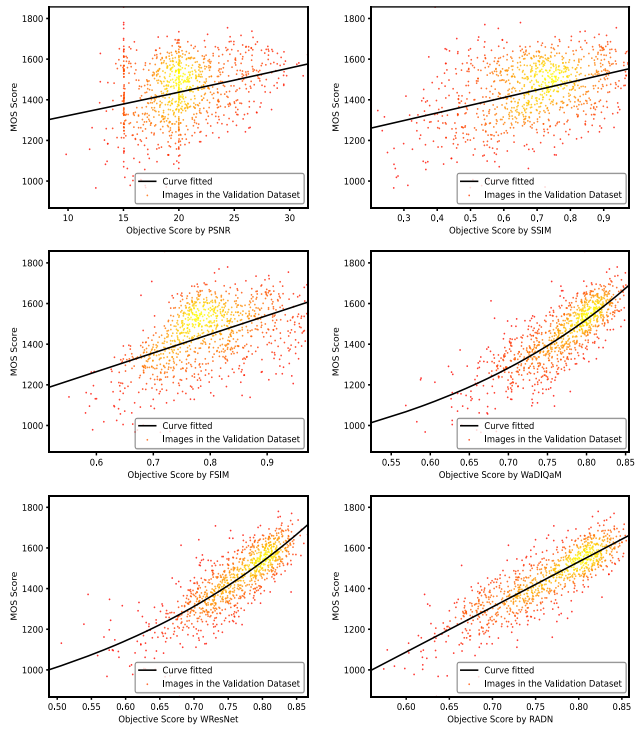 1800
1600
1400
1200
1000
MOS Score
Curve fitted
Images in the Validation Dataset
10 15 20 25 30
Objective Score by PSNR
1800
1600
1400
1200
1000
MOS Score
Curve fitted
Images in the Validation Dataset
0.3 0.4 0.5 0.6 0.7 0.8 0.9
Objective Score by SSIM
1800
1600
1400
1200
1000
MOS Score
Curve fitted
Images in the Validation Dataset
0.6 0.7 0.8 0.9
Objective Score by FSIM
1800
1600
1400
1200
1000
MOS Score
Curve fitted
Images in the Validation Dataset
0.55 0.60 0.65 0.70 0.75 0.80 0.85
Objective Score by WaDIQaM
1800
1600
1400
1200
1000
MOS Score
Curve fitted
Images in the Validation Dataset
0.50 0.55 0.60 0.65 0.70 0.75 0.80 0.85
Objective Score by WResNet
1800
1600
1400
1200
1000
MOS Score
Curve fitted
Images in the Validation Dataset
0.60 0.65 0.70 0.75 0.80 0.85
Objective Score by RADN